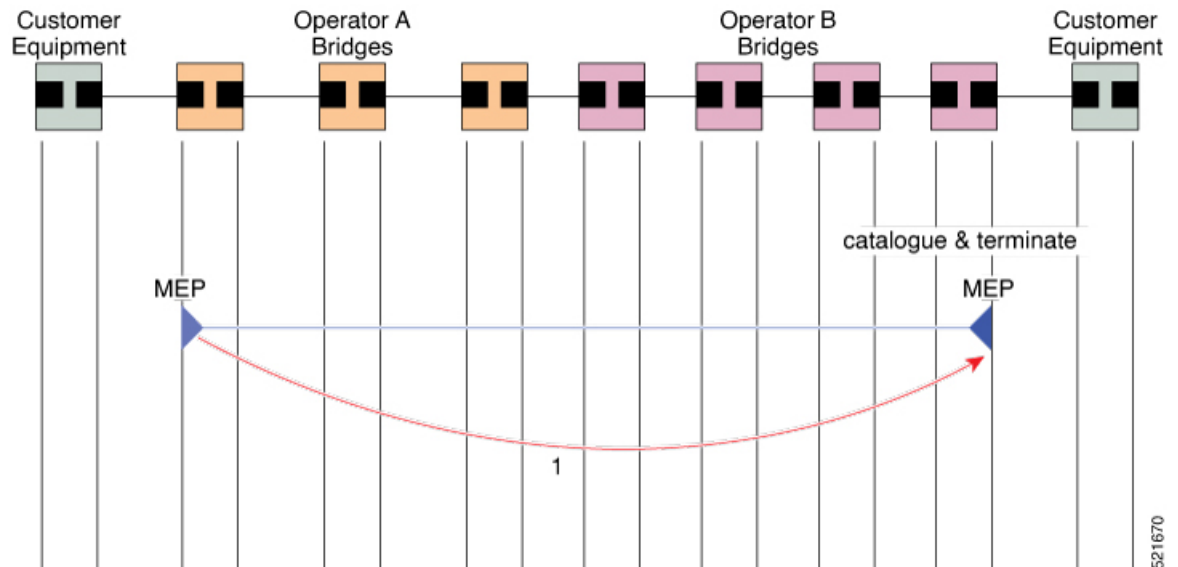 Customer
Equipment
Operator A
Bridges
Operator B
Bridges
Customer
Equipment
catalogue & terminate
MEP
MEP
1
521670